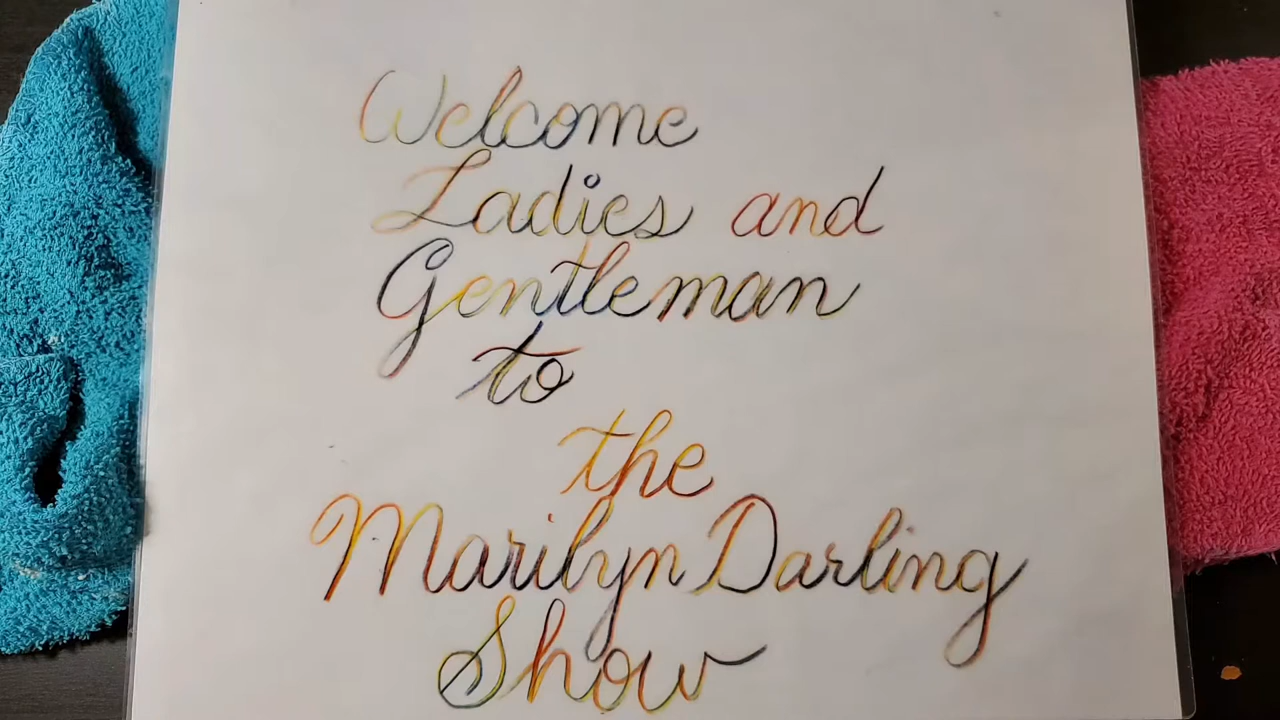 Welcome
Ladies and
Gentleman
to
the
Marilyn Darling
Show